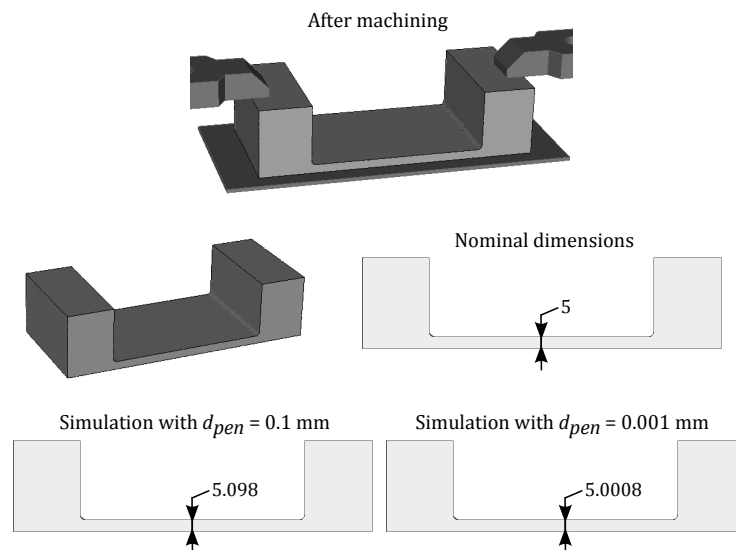 After machining
Nominal dimensions
5
Simulation with d_pen = 0.1 mm
Simulation with d_pen = 0.001 mm
5.098
5.0008